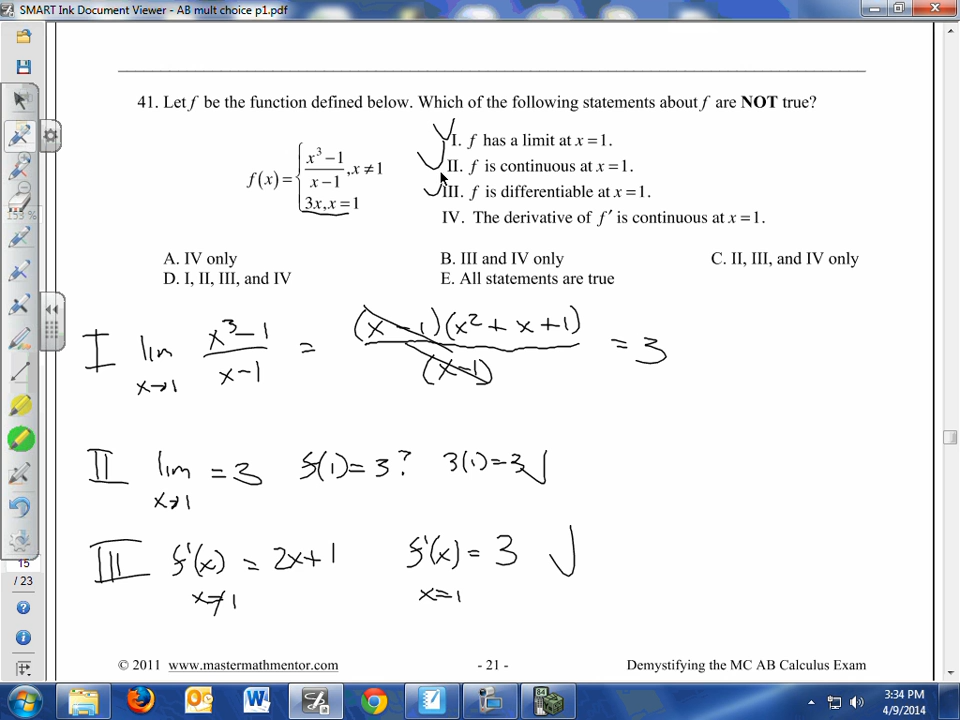 SMART Ink Document Viewer - AB mult choice p1.pdf
41. Let f be the function defined below. Which of the following statements about f are NOT true?
f(x) = { (x³ − 1)/(x − 1), x ≠ 1
3x, x = 1
I. f has a limit at x = 1.
II. f is continuous at x = 1.
III. f is differentiable at x = 1.
IV. The derivative of f′ is continuous at x = 1.
A. IV only
B. III and IV only
C. II, III, and IV only
D. I, II, III, and IV
E. All statements are true
I lim x→1 (x³ − 1)/(x − 1) = (x − 1)(x² + x + 1)/(x − 1) = 3
II lim x→1 = 3 f(1) = 3? 3(1) = 3
III f'(x) = 2x + 1 x≠1 f'(x) = 3 x=1
© 2011 www.mastermathmentor.com - 21 - Demystifying the MC AB Calculus Exam
153 %
15
/ 23
3:34 PM
4/9/2014